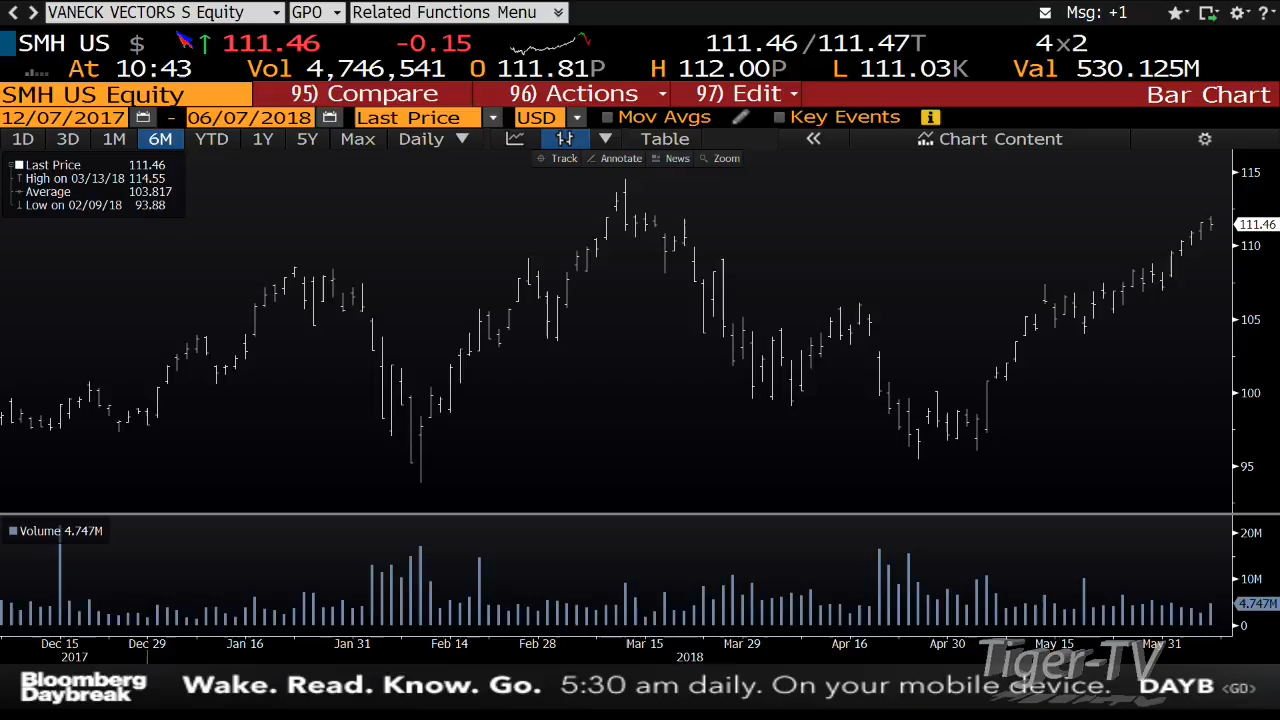 VANECK VECTORS S Equity GPO Related Functions Menu Msg: +1
SMH US $ ↑ 111.46 -0.15 111.46/111.47T 4x2
At 10:43 Vol 4,746,541 O 111.81P H 112.00P L 111.03K Val 530.125M
SMH US Equity 95) Compare 96) Actions 97) Edit Bar Chart
12/07/2017 - 06/07/2018 Last Price USD Mov Avgs Key Events
1D 3D 1M 6M YTD 1Y 5Y Max Daily ▼ Table « Chart Content
Track Annotate News Zoom
Last Price 111.46
High on 03/13/18 114.55
Average 103.817
Low on 02/09/18 93.88
115
111.46
110
105
100
95
Volume 4.747M
20M
10M
4.747M
0
Dec 15 Dec 29 Jan 16 Jan 31 Feb 14 Feb 28 Mar 15 Mar 29 Apr 16 Apr 30 May 15 May 31
2017 2018
Tiger-TV
Bloomberg
Daybreak
Wake. Read. Know. Go. 5:30 am daily. On your mobile device. DAYB <GO>